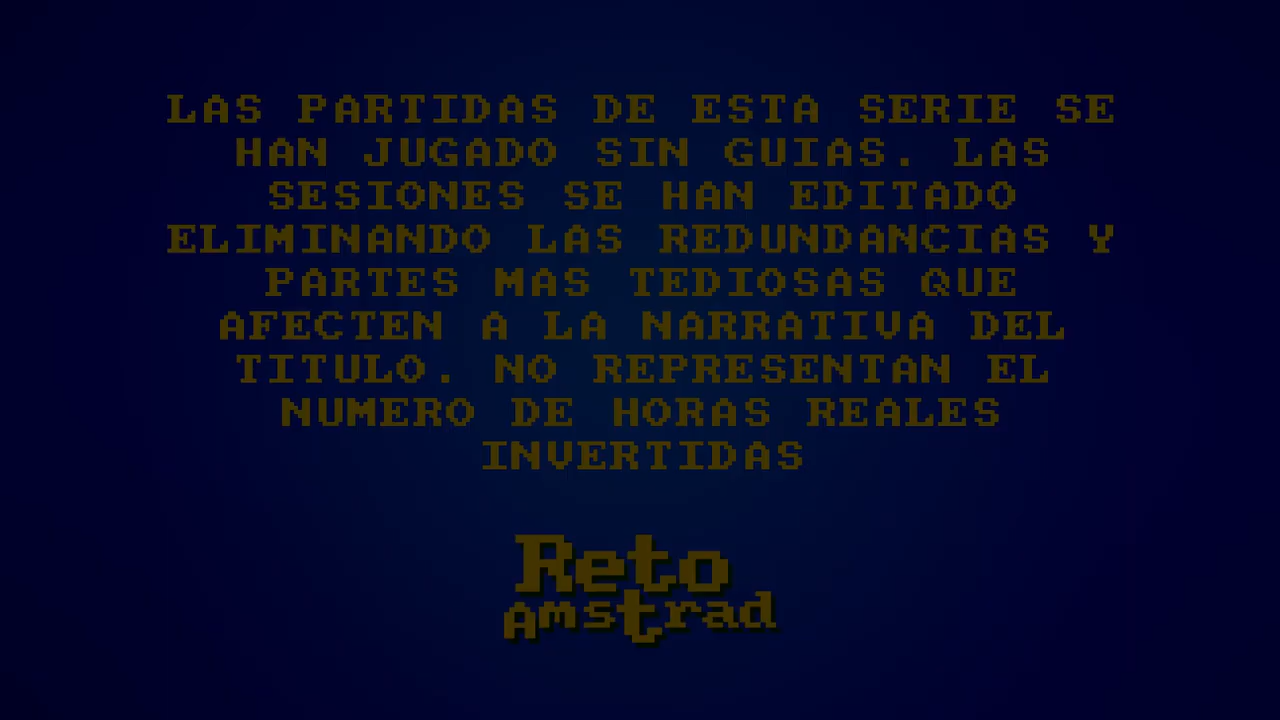 LAS PARTIDAS DE ESTA SERIE SE
HAN JUGADO SIN GUIAS. LAS
SESIONES SE HAN EDITADO
ELIMINANDO LAS REDUNDANCIAS Y
PARTES MAS TEDIOSAS QUE
AFECTEN A LA NARRATIVA DEL
TITULO. NO REPRESENTAN EL
NUMERO DE HORAS REALES
INVERTIDAS
Reto
Amstrad